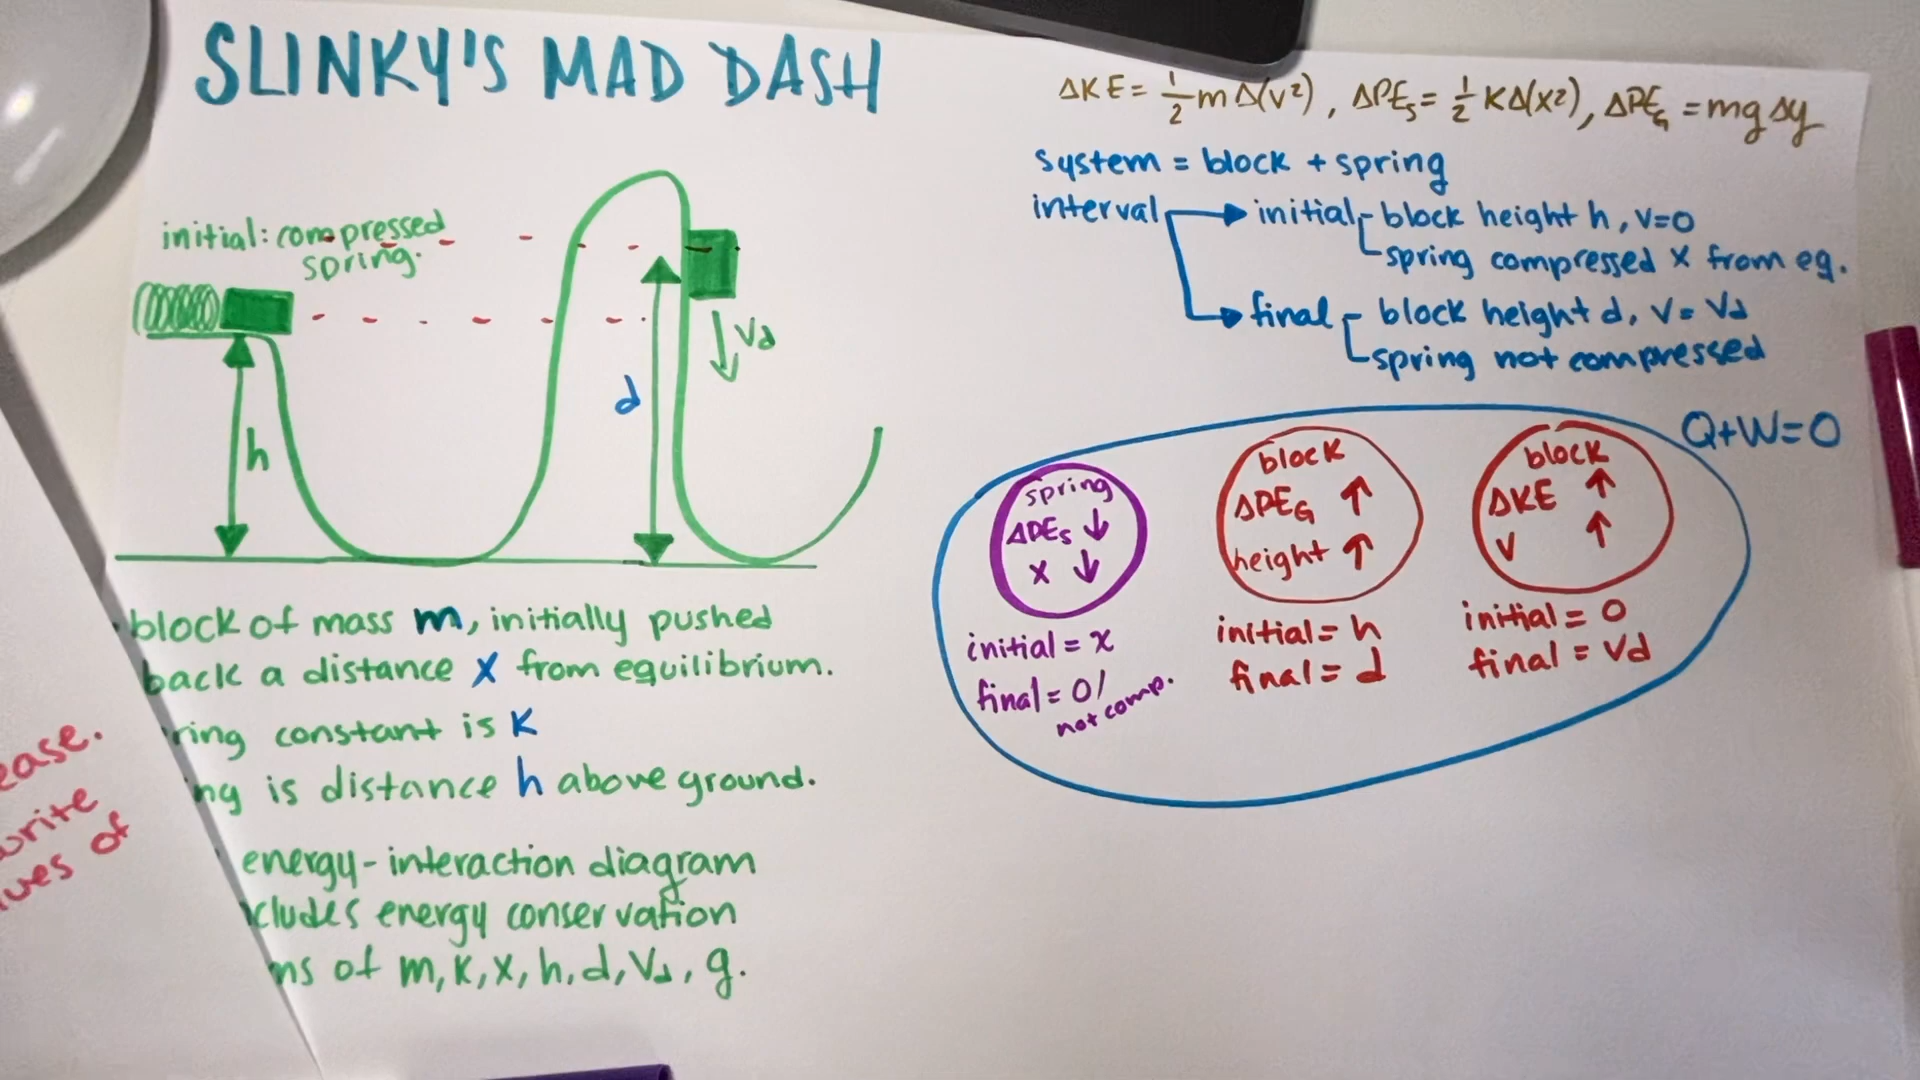 SLINKY'S MAD DASH
initial: compressed
spring.
h
d
Vd
block of mass m, initially pushed
back a distance x from equilibrium.
ring constant is K
ng is distance h above ground.
energy-interaction diagram
cludes energy conservation
ns of m, K, x, h, d, Vd, g.
ease.
write
lues of
ΔKE = 1/2 m Δ(v²), ΔPEs = 1/2 KΔ(x²), ΔPEG = mg Δy
system = block + spring
interval → initial - block height h, v=0
spring compressed x from eq.
final - block height d, v = Vd
spring not compressed
Q+W=0
spring
ΔPEs ↓
x ↓
initial = x
final = 0/
not comp.
block
ΔPEG ↑
height ↑
initial = h
final = d
block
ΔKE ↑
v ↑
initial = 0
final = vd